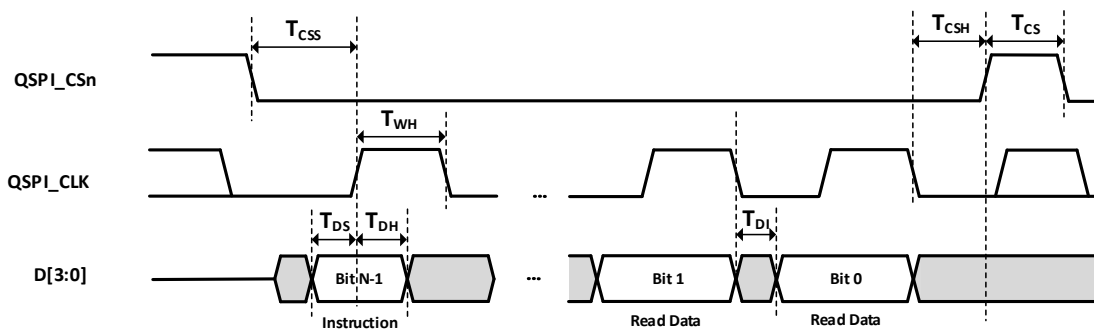 TCSS
TCSH
TCS
QSPI_CSn
TWH
QSPI_CLK
...
TDS
TDH
TDI
D[3:0]
Bit N-1
...
Bit 1
Bit 0
Instruction
Read Data
Read Data